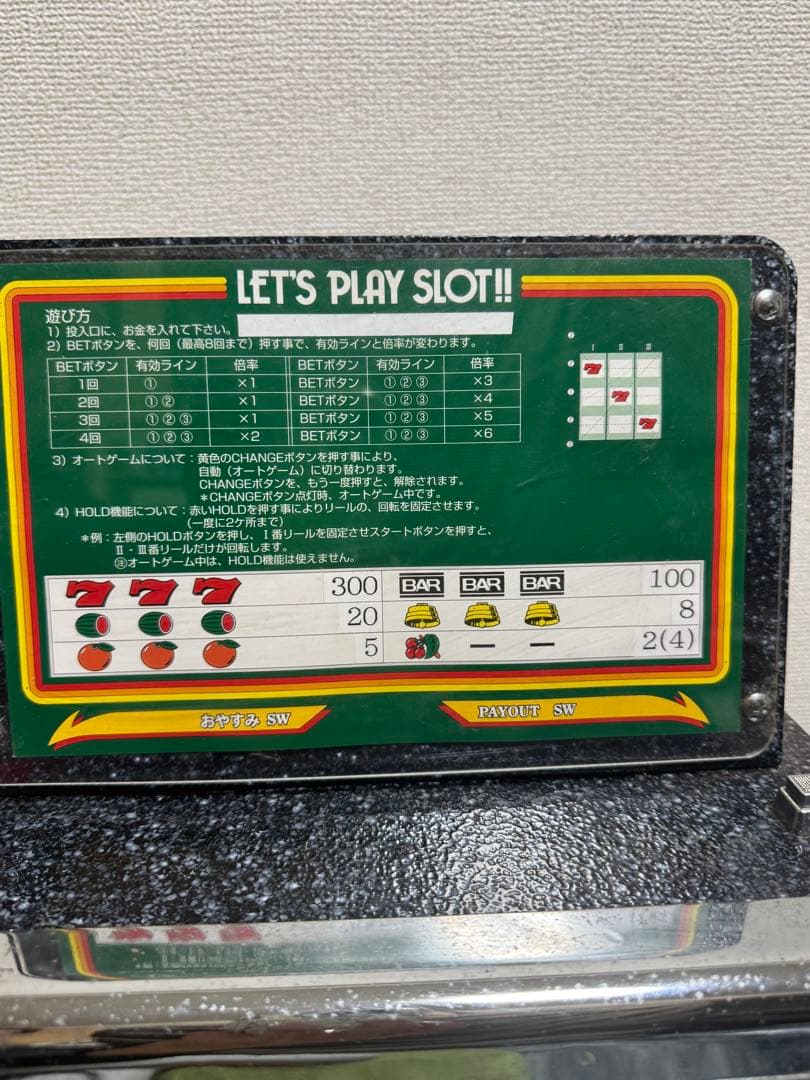 LET'S PLAY SLOT!!
遊び方
1) 投入口に、お金を入れて下さい。
2) BETボタンを、何回（最高8回まで）押す事で、有効ラインと倍率が変わります。
BETボタン 有効ライン 倍率 BETボタン 有効ライン 倍率
1回 ① ×1 BETボタン ①②③ ×3
2回 ①② ×1 BETボタン ①②③ ×4
3回 ①②③ ×1 BETボタン ①②③ ×5
4回 ①②③ ×2 BETボタン ①②③ ×6
I II III
3) オートゲームについて：黄色のCHANGEボタンを押す事により、
自動（オートゲーム）に切り替わります。
CHANGEボタンを、もう一度押すと、解除されます。
＊CHANGEボタン点灯時、オートゲーム中です。
4) HOLD機能について：赤いHOLDを押す事によりリールの、回転を固定させます。
（一度に2ケ所まで）
＊例：左側のHOLDボタンを押し、Ⅰ番リールを固定させスタートボタンを押すと、
Ⅱ・Ⅲ番リールだけが回転します。
㊟オートゲーム中は、HOLD機能は使えません。
7 7 7 300 BAR BAR BAR 100
20 8
5 — — 2(4)
おやすみ SW PAYOUT SW